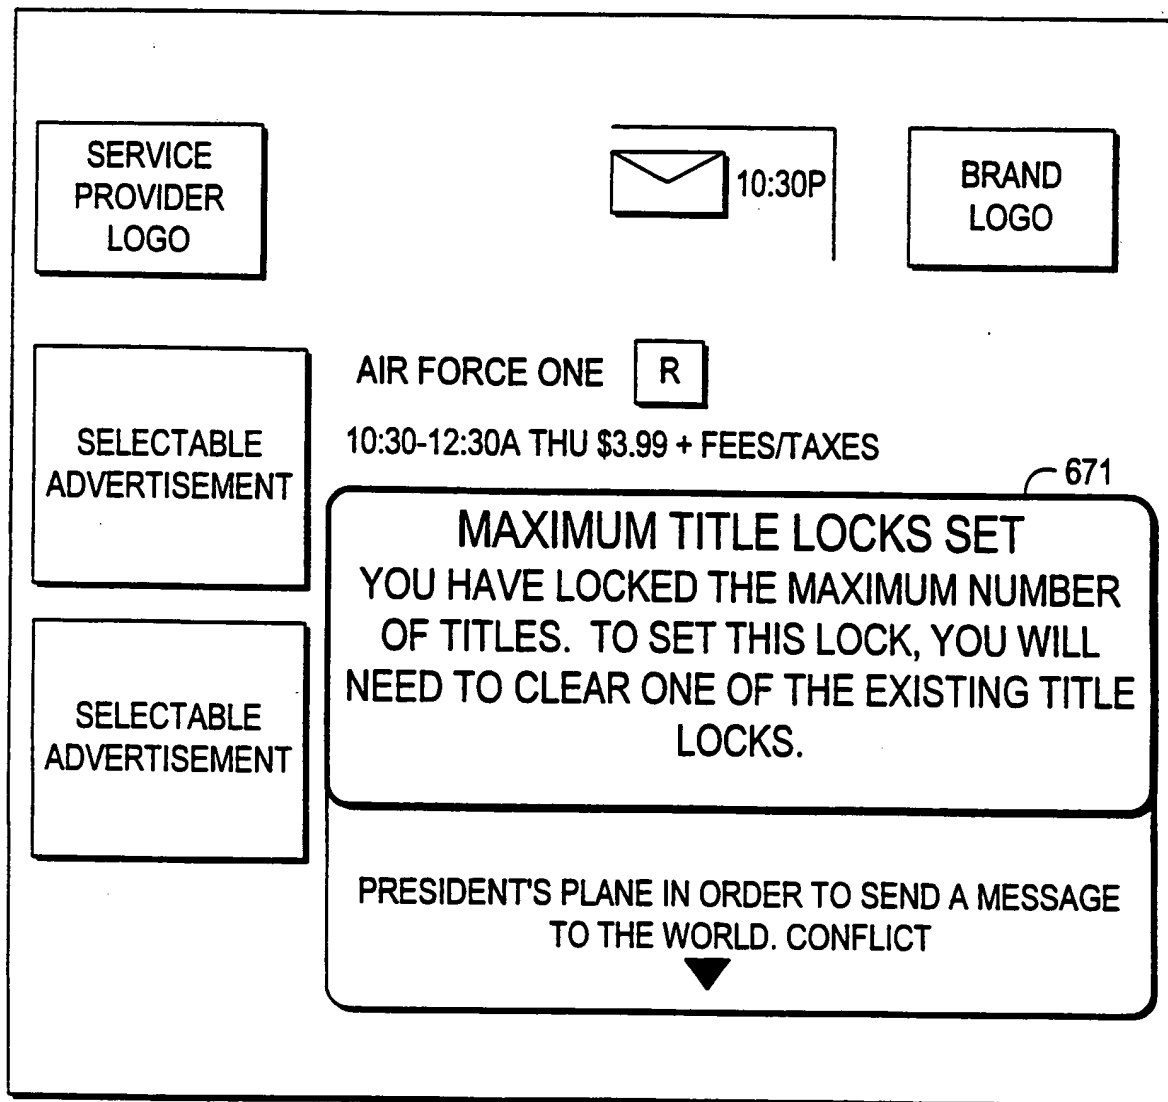 SERVICE
PROVIDER
LOGO
10:30P
BRAND
LOGO
AIR FORCE ONE R
10:30-12:30A THU $3.99 + FEES/TAXES
SELECTABLE
ADVERTISEMENT
671
MAXIMUM TITLE LOCKS SET
YOU HAVE LOCKED THE MAXIMUM NUMBER
OF TITLES. TO SET THIS LOCK, YOU WILL
NEED TO CLEAR ONE OF THE EXISTING TITLE
LOCKS.
SELECTABLE
ADVERTISEMENT
PRESIDENT'S PLANE IN ORDER TO SEND A MESSAGE
TO THE WORLD. CONFLICT